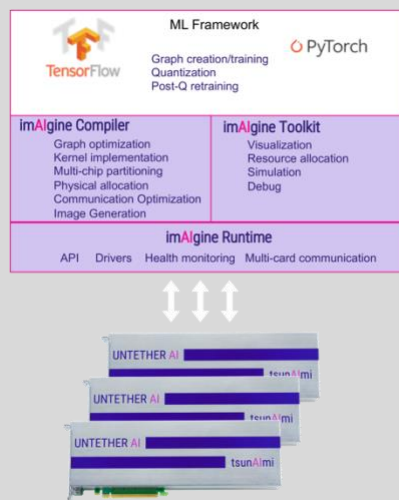 ML Framework
TensorFlow
PyTorch
Graph creation/training
Quantization
Post-Q retraining
imAIgine Compiler
Graph optimization
Kernel implementation
Multi-chip partitioning
Physical allocation
Communication Optimization
Image Generation
imAIgine Toolkit
Visualization
Resource allocation
Simulation
Debug
imAIgine Runtime
API Drivers Health monitoring Multi-card communication
UNTETHER AI
tsunAImi
UNTETHER AI
tsunAImi
UNTETHER AI
tsunAImi